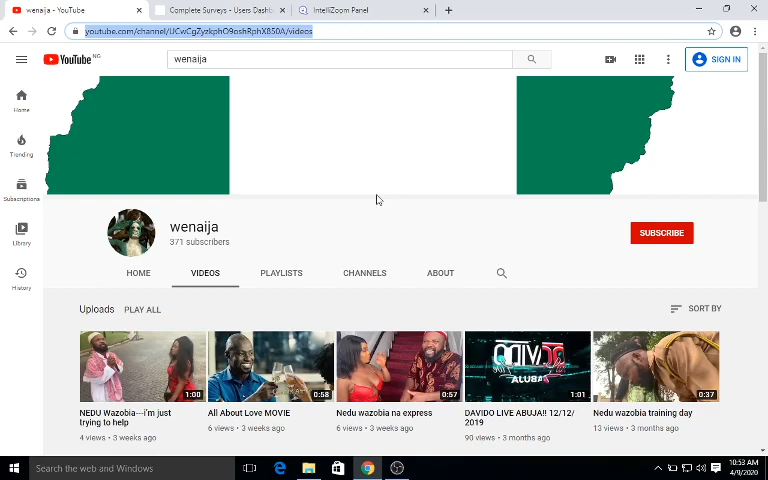 wenaija - YouTube
Complete Surveys - Users Dashb
IntelliZoom Panel
youtube.com/channel/UCwCgZyzkphO9oshRphX850A/videos
YouTube NG
wenaija
SIGN IN
Home
Trending
Subscriptions
Library
History
wenaija
371 subscribers
SUBSCRIBE
HOME
VIDEOS
PLAYLISTS
CHANNELS
ABOUT
Uploads
PLAY ALL
SORT BY
1:00
0:58
0:57
DAVIDO
LIVE
ABUJA
1:01
0:37
NEDU Wazobia---i'm just
trying to help
4 views • 3 weeks ago
All About Love MOVIE
6 views • 3 weeks ago
Nedu wazobia na express
6 views • 3 weeks ago
DAVIDO LIVE ABUJA!! 12/12/
2019
90 views • 3 months ago
Nedu wazobia training day
13 views • 3 months ago
Search the web and Windows
10:53 AM
4/9/2020